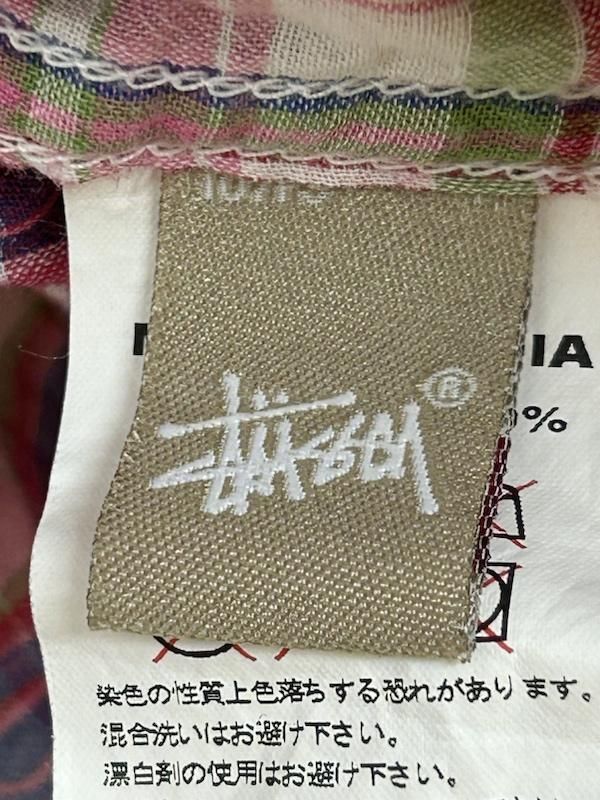 IA
%
Stüssy®
染色の性質上色落ちする恐れがあります。
混合洗いはお避け下さい。
漂白剤の使用はお避け下さい。